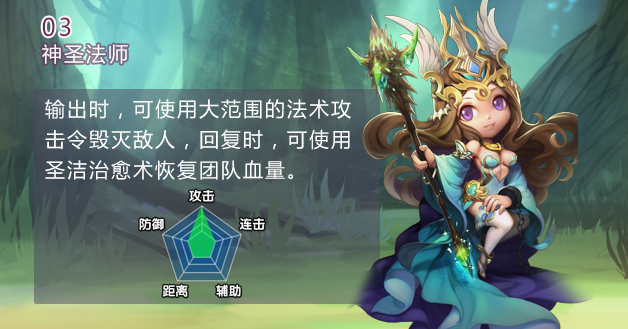 03
神圣法师
输出时，可使用大范围的法术攻
击令毁灭敌人，回复时，可使用
圣洁治愈术恢复团队血量。
攻击
防御
连击
距离
辅助